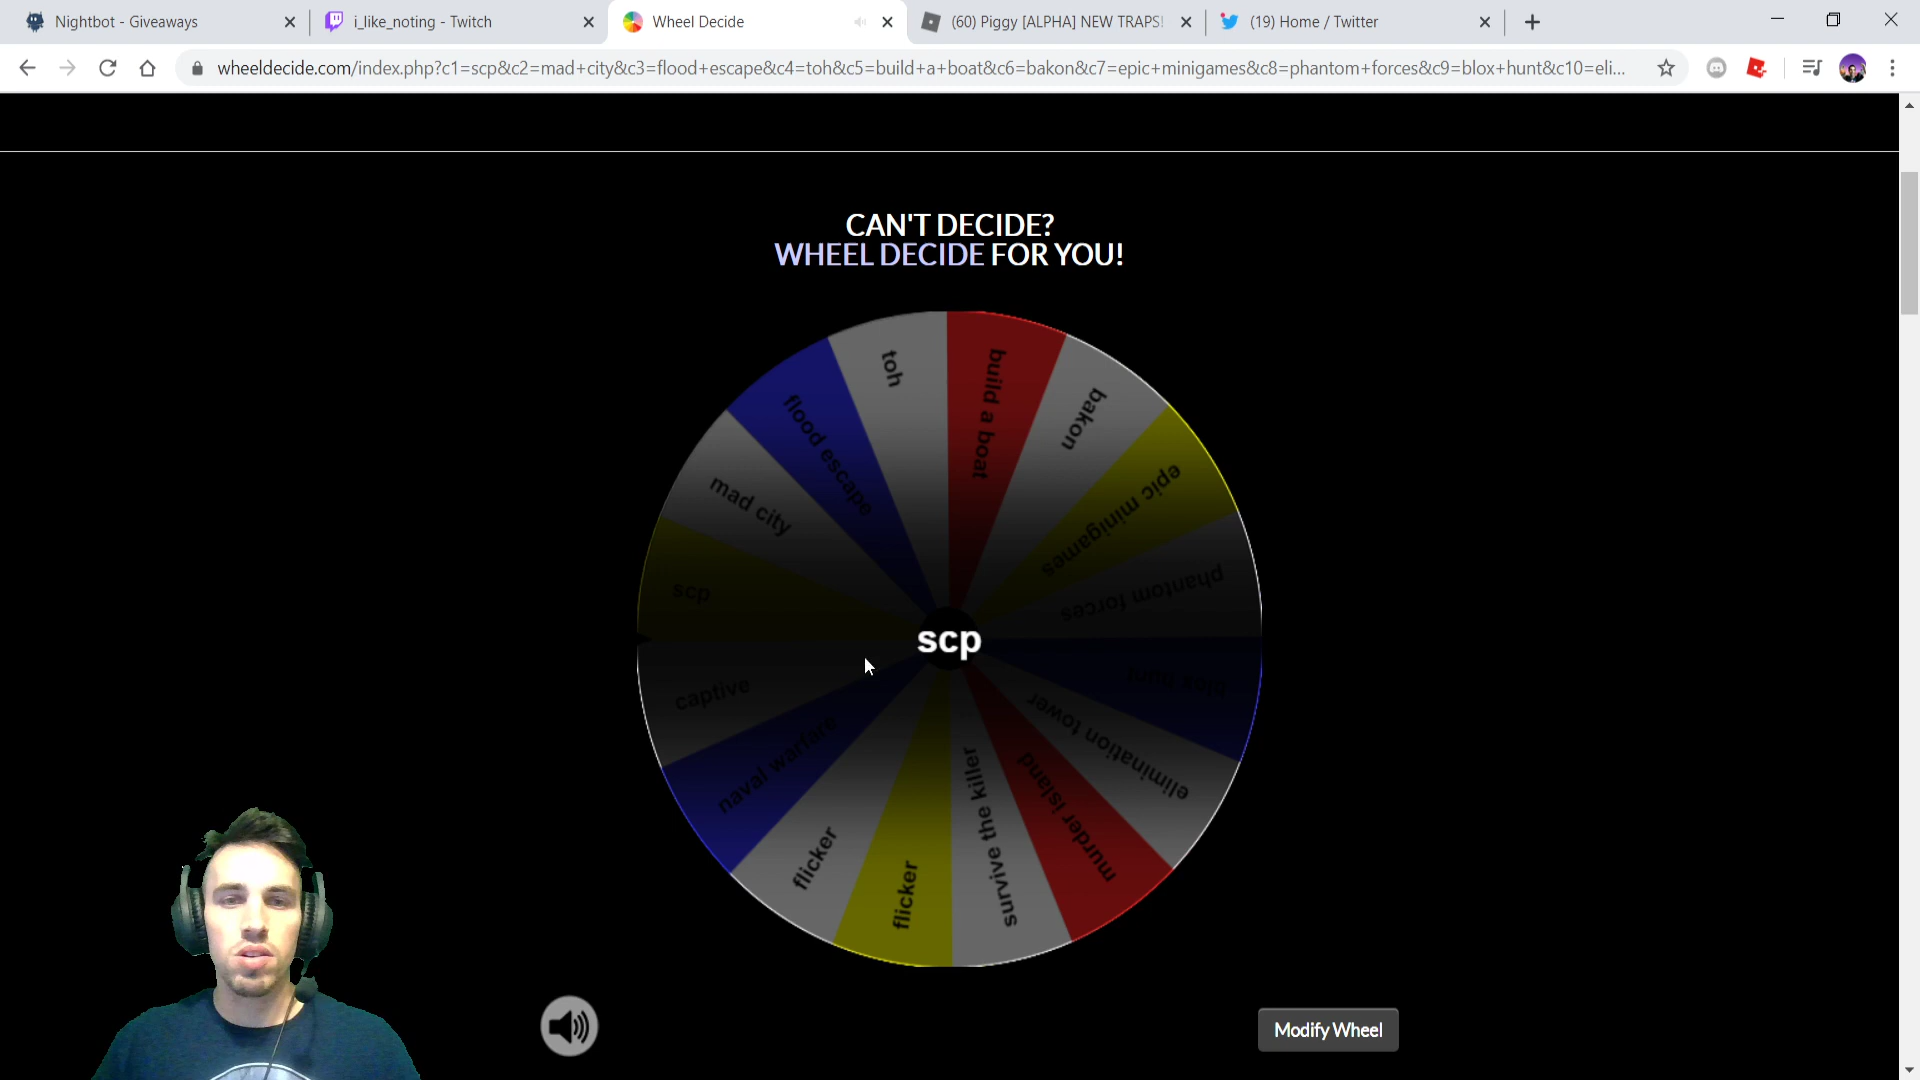 Nightbot - Giveaways
i_like_noting - Twitch
Wheel Decide
(60) Piggy [ALPHA] NEW TRAPS!
(19) Home / Twitter
wheeldecide.com/index.php?c1=scp&c2=mad+city&c3=flood+escape&c4=toh&c5=build+a+boat&c6=bakon&c7=epic+minigames&c8=phantom+forces&c9=blox+hunt&c10=eli...
CAN'T DECIDE?
WHEEL DECIDE FOR YOU!
toh
build a boat
bakon
flood escape
epic minigames
mad city
phantom forces
scp
scp
blox hunt
captive
elimination tower
naval warfare
murder island
survive the killer
flicker
flicker
Modify Wheel